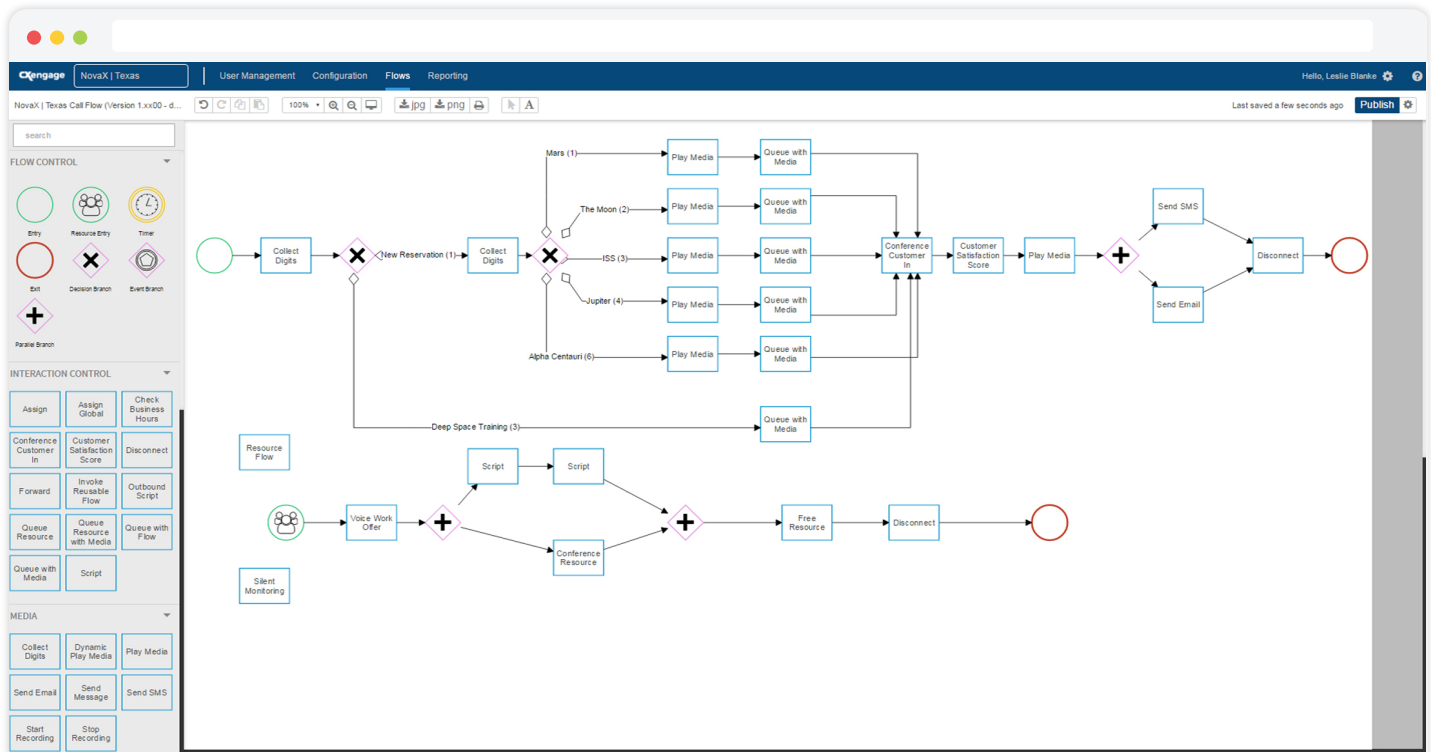 CXengage
NovaX | Texas
User Management
Configuration
Flows
Reporting
Hello, Leslie Blanke
?
NovaX | Texas Call Flow (Version 1.xx00 - d...
100%
jpg
png
A
Last saved a few seconds ago
Publish
search
FLOW CONTROL
Entry
Resource Entry
Timer
Exit
Decision Branch
Event Branch
Parallel Branch
INTERACTION CONTROL
Assign
Assign
Global
Check
Business
Hours
Conference
Customer
In
Customer
Satisfaction
Score
Disconnect
Forward
Invoke
Reusable
Flow
Outbound
Script
Queue
Resource
Queue
Resource
with Media
Queue with
Flow
Queue with
Media
Script
MEDIA
Collect
Digits
Dynamic
Play Media
Play Media
Send Email
Send
Message
Send SMS
Start
Recording
Stop
Recording
Collect
Digits
New Reservation (1)
Collect
Digits
Mars (1)
Play Media
Queue with
Media
The Moon (2)
Play Media
Queue with
Media
ISS (3)
Play Media
Queue with
Media
Jupiter (4)
Play Media
Queue with
Media
Alpha Centauri (6)
Play Media
Queue with
Media
Deep Space Training (3)
Queue with
Media
Conference
Customer
In
Customer
Satisfaction
Score
Play Media
Send SMS
Send Email
Disconnect
Resource
Flow
Voice Work
Offer
Script
Script
Conference
Resource
Free
Resource
Disconnect
Silent
Monitoring